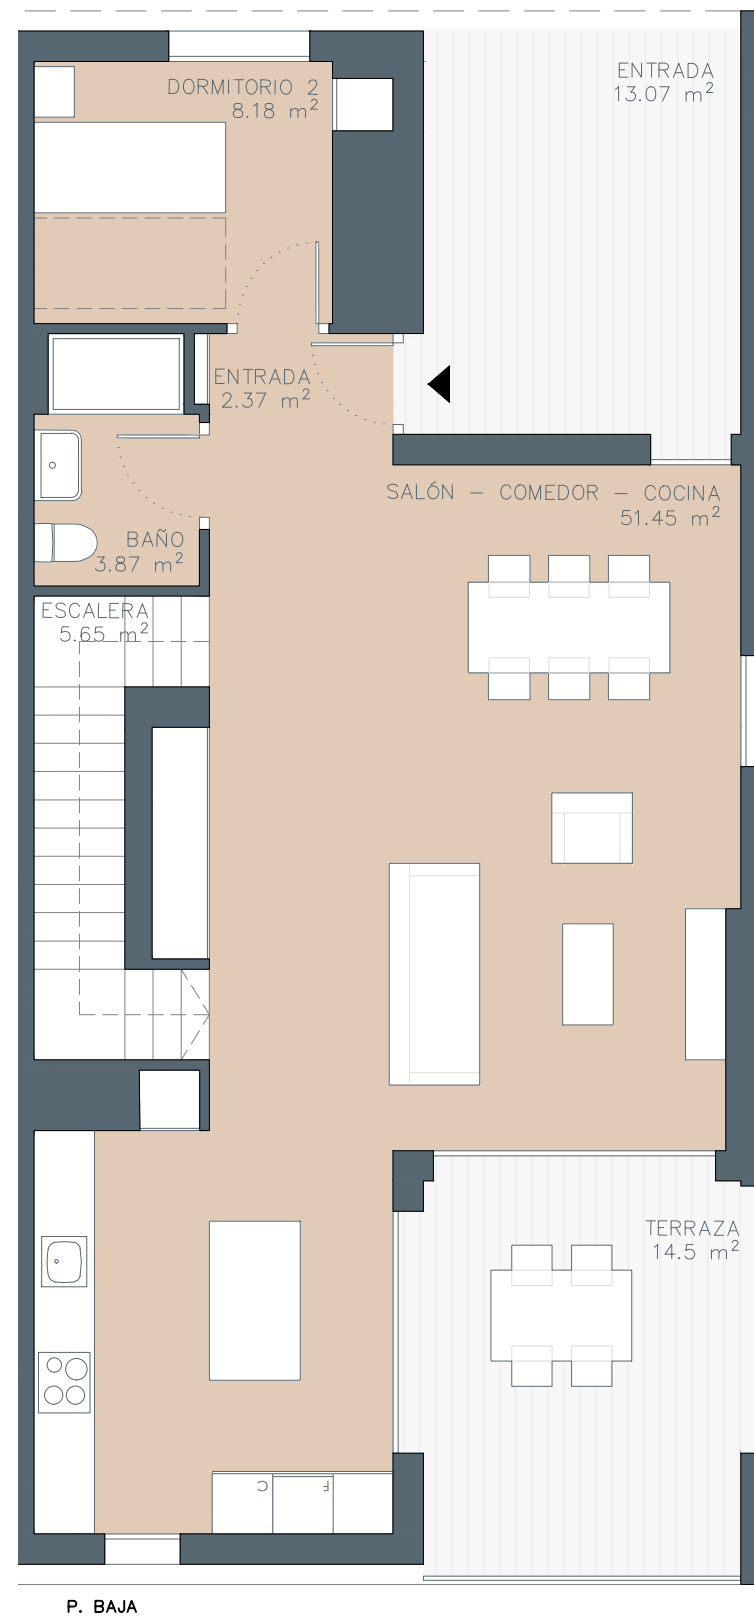 DORMITORIO 2
8.18 m²
ENTRADA
13.07 m²
ENTRADA
2.37 m²
SALÓN – COMEDOR – COCINA
51.45 m²
BAÑO
3.87 m²
ESCALERA
5.65 m²
TERRAZA
14.5 m²
C
F
P. BAJA